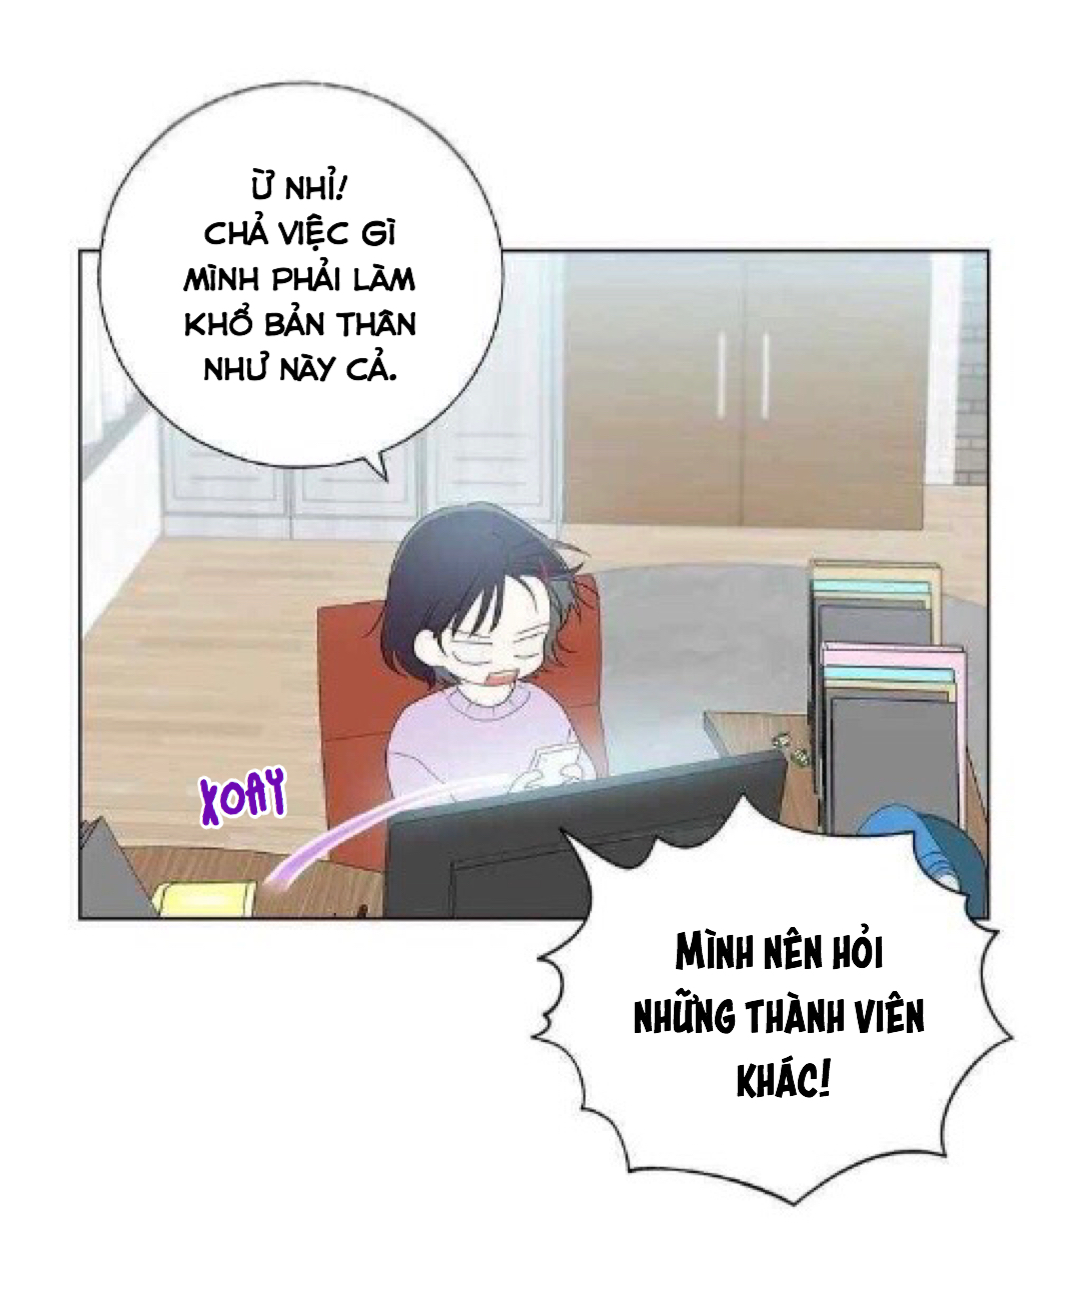 Ừ NHỈ!
CHẢ VIỆC GÌ
MÌNH PHẢI LÀM
KHỔ BẢN THÂN
NHƯ NÀY CẢ.
XOAY
MÌNH NÊN HỎI
NHỮNG THÀNH VIÊN
KHÁC!